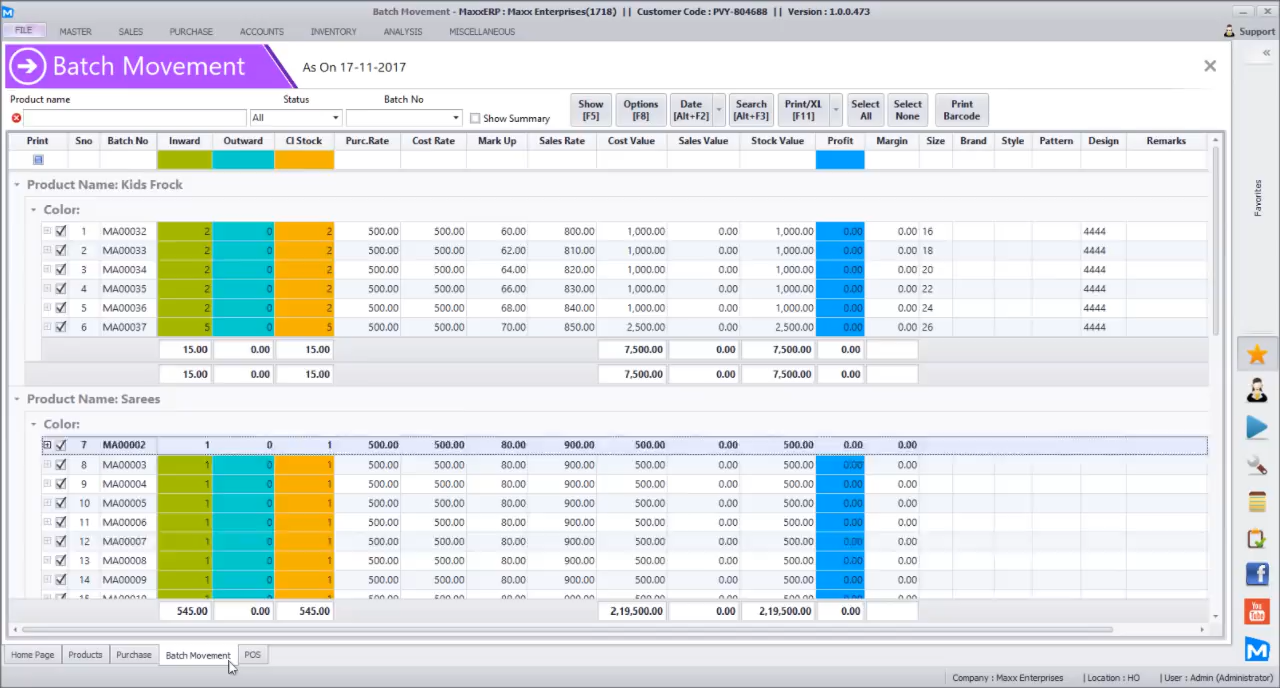 Batch Movement - MaxxERP : Maxx Enterprises(1718) || Customer Code : PVY-804688 || Version : 1.0.0.473
FILE MASTER SALES PURCHASE ACCOUNTS INVENTORY ANALYSIS MISCELLANEOUS Support
Batch Movement As On 17-11-2017
Product name Status Batch No
All Show Summary Show [F5] Options [F8] Date [Alt+F2] Search [Alt+F3] Print/XL [F11] Select All Select None Print Barcode
Print Sno Batch No Inward Outward Cl Stock Purc.Rate Cost Rate Mark Up Sales Rate Cost Value Sales Value Stock Value Profit Margin Size Brand Style Pattern Design Remarks
Favorites
Product Name: Kids Frock
Color:
1 MA00032 2 0 2 500.00 500.00 60.00 800.00 1,000.00 0.00 1,000.00 0.00 0.00 16 4444
2 MA00033 2 0 2 500.00 500.00 62.00 810.00 1,000.00 0.00 1,000.00 0.00 0.00 18 4444
3 MA00034 2 0 2 500.00 500.00 64.00 820.00 1,000.00 0.00 1,000.00 0.00 0.00 20 4444
4 MA00035 2 0 2 500.00 500.00 66.00 830.00 1,000.00 0.00 1,000.00 0.00 0.00 22 4444
5 MA00036 2 0 2 500.00 500.00 68.00 840.00 1,000.00 0.00 1,000.00 0.00 0.00 24 4444
6 MA00037 5 0 5 500.00 500.00 70.00 850.00 2,500.00 0.00 2,500.00 0.00 0.00 26 4444
15.00 0.00 15.00 7,500.00 0.00 7,500.00 0.00
15.00 0.00 15.00 7,500.00 0.00 7,500.00 0.00
Product Name: Sarees
Color:
7 MA00002 1 0 1 500.00 500.00 80.00 900.00 500.00 0.00 500.00 0.00 0.00
8 MA00003 1 0 1 500.00 500.00 80.00 900.00 500.00 0.00 500.00 0.00 0.00
9 MA00004 1 0 1 500.00 500.00 80.00 900.00 500.00 0.00 500.00 0.00 0.00
10 MA00005 1 0 1 500.00 500.00 80.00 900.00 500.00 0.00 500.00 0.00 0.00
11 MA00006 1 0 1 500.00 500.00 80.00 900.00 500.00 0.00 500.00 0.00 0.00
12 MA00007 1 0 1 500.00 500.00 80.00 900.00 500.00 0.00 500.00 0.00 0.00
13 MA00008 1 0 1 500.00 500.00 80.00 900.00 500.00 0.00 500.00 0.00 0.00
14 MA00009 1 0 1 500.00 500.00 80.00 900.00 500.00 0.00 500.00 0.00 0.00
545.00 0.00 545.00 2,19,500.00 0.00 2,19,500.00 0.00
You Tube
Home Page Products Purchase Batch Movement POS
Company : Maxx Enterprises | Location : HO | User : Admin (Administrator)